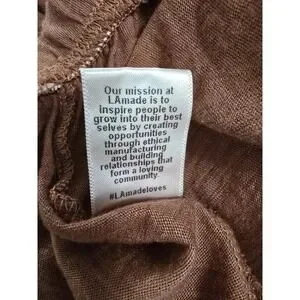 Our mission at
LAmade is to
inspire people to
grow into their best
selves by creating
opportunities
through ethical
manufacturing
and building
relationships that
form a loving
community.
#LAmadeloves